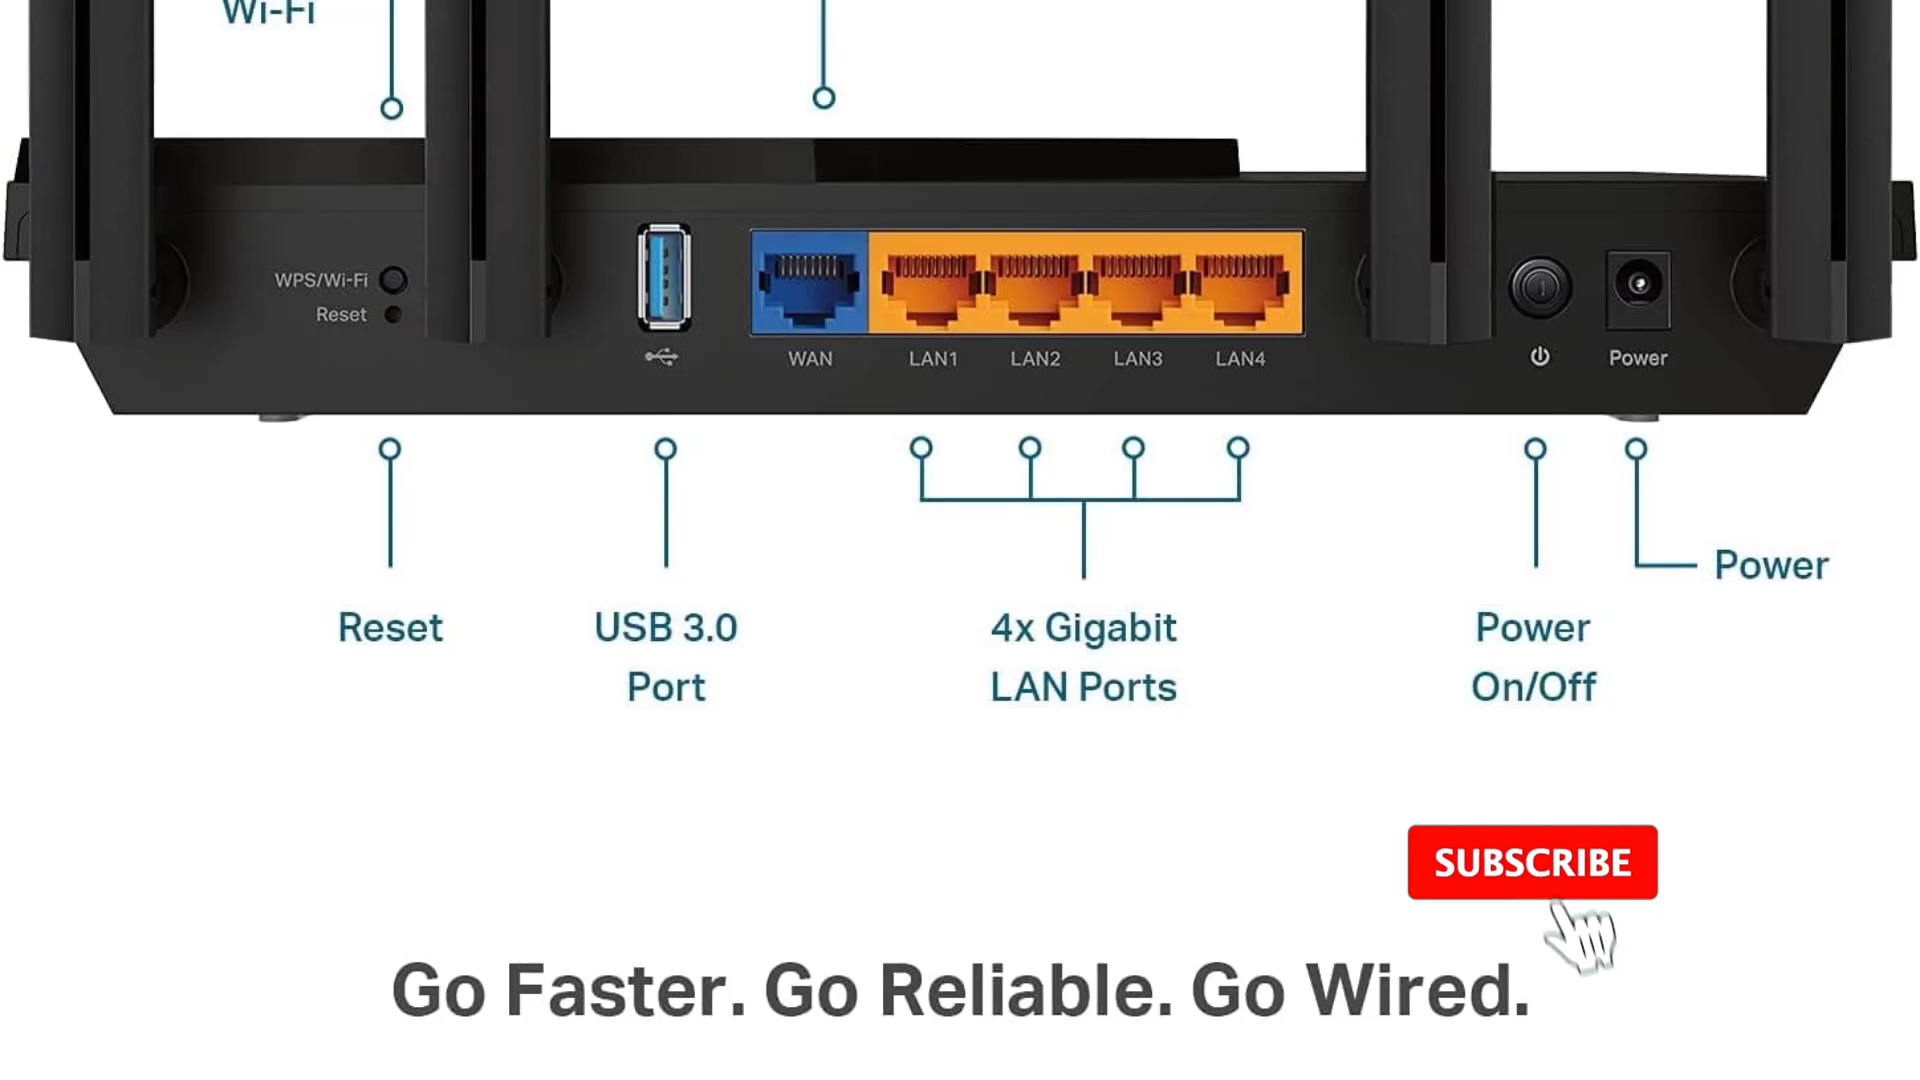 Wi-Fi
WPS/Wi-Fi
Reset
WAN
LAN1
LAN2
LAN3
LAN4
Power
Reset
USB 3.0
Port
4x Gigabit
LAN Ports
Power
On/Off
Power
SUBSCRIBE
Go Faster. Go Reliable. Go Wired.